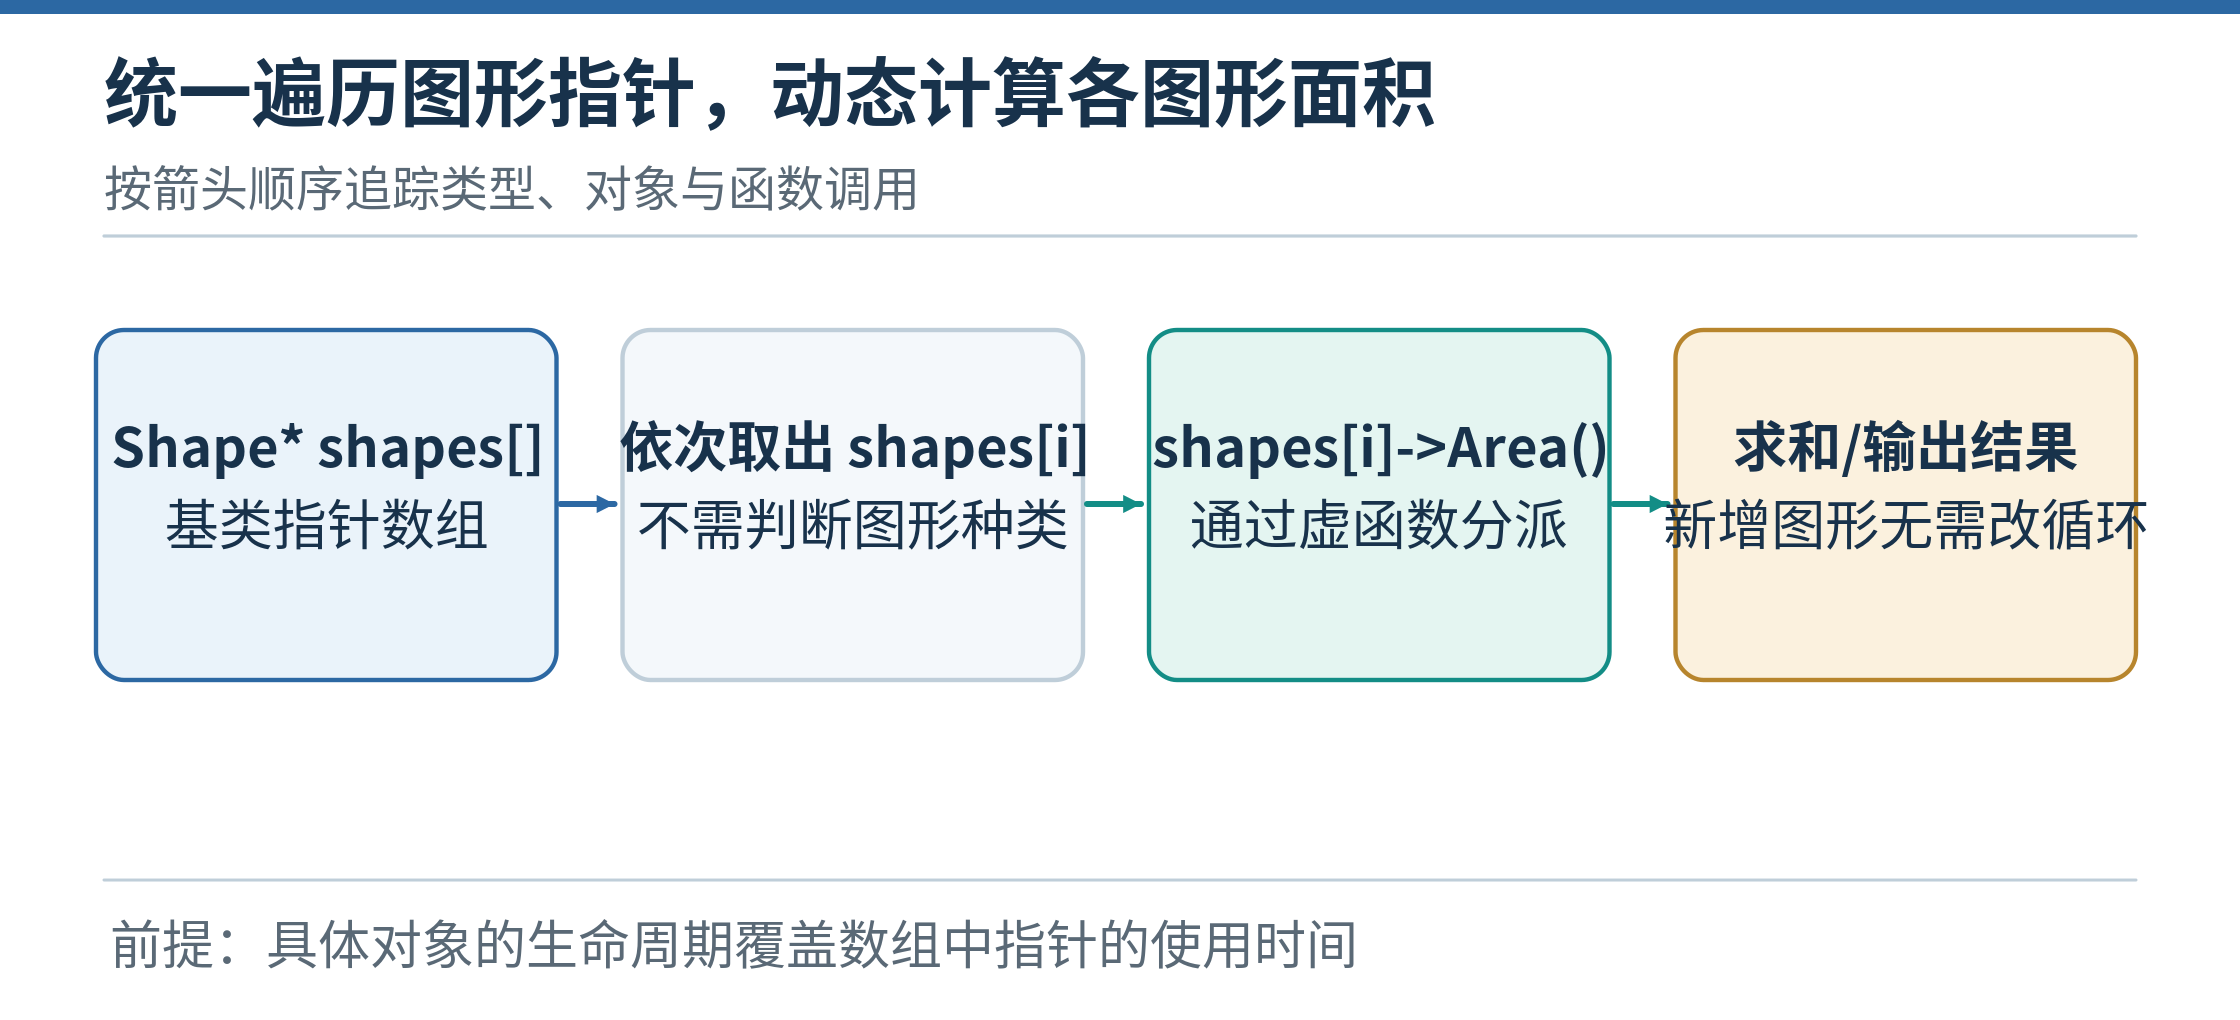 统一遍历图形指针，动态计算各图形面积
按箭头顺序追踪类型、对象与函数调用
Shape* shapes[]
基类指针数组
依次取出 shapes[i]
不需判断图形种类
shapes[i]->Area()
通过虚函数分派
求和/输出结果
新增图形无需改循环
前提：具体对象的生命周期覆盖数组中指针的使用时间